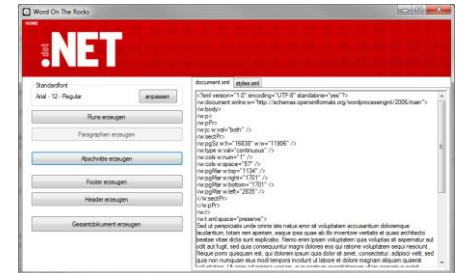 Word On The Rocks
HOME
dot
.NET
Standardfont
Arial - 12 - Regular
anpassen
Runs erzeugen
Paragraphen erzeugen
Abschnitte erzeugen
Footer erzeugen
Header erzeugen
Gesamtdokument erzeugen
document.xml styles.xml
<?xml version="1.0" encoding="UTF-8" standalone="yes"?>
<w:document xmlns:w="http://schemas.openxmlformats.org/wordprocessingml/2006/main">
<w:body>
<w:p>
<w:pPr>
<w:jc w:val="both" />
<w:sectPr>
<w:pgSz w:h="16838" w:w="11906" />
<w:type w:val="continuous" />
<w:cols w:num="1" />
<w:cols w:space="57" />
<w:pgMar w:top="1134" />
<w:pgMar w:right="1701" />
<w:pgMar w:bottom="1701" />
<w:pgMar w:left="2835" />
</w:sectPr>
</w:pPr>
<w:r>
<w:t xml:space="preserve">
Sed ut perspiciatis unde omnis iste natus error sit voluptatem accusantium doloremque
laudantium, totam rem aperiam, eaque ipsa quae ab illo inventore veritatis et quasi architecto
beatae vitae dicta sunt explicabo. Nemo enim ipsam voluptatem quia voluptas sit aspernatur aut
odit aut fugit, sed quia consequuntur magni dolores eos qui ratione voluptatem sequi nesciunt.
Neque porro quisquam est, qui dolorem ipsum quia dolor sit amet, consectetur, adipisci velit, sed
quia non numquam eius modi tempora incidunt ut labore et dolore magnam aliquam quaerat